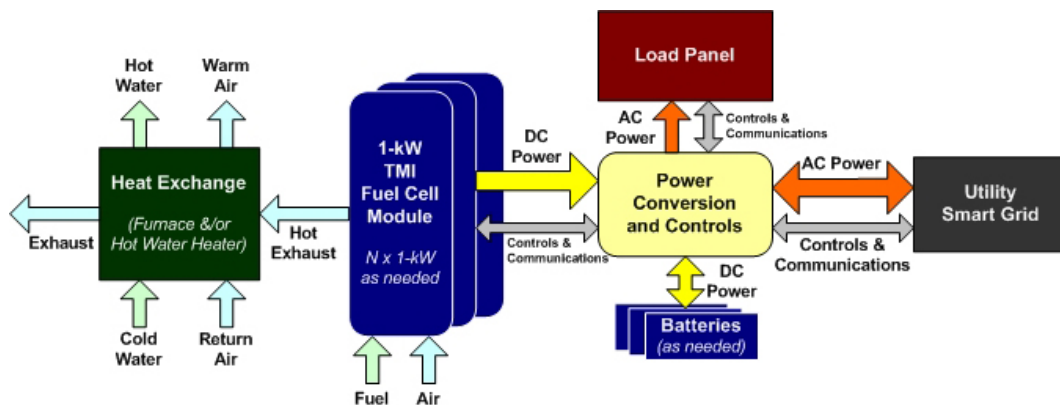 Hot
Water
Warm
Air
Heat Exchange
(Furnace &/or
Hot Water Heater)
Exhaust
Cold
Water
Return
Air
Hot
Exhaust
1-kW
TMI
Fuel Cell
Module
N x 1-kW
as needed
Fuel
Air
DC
Power
Controls &
Communications
Load Panel
AC
Power
Controls &
Communications
Power
Conversion
and Controls
DC
Power
Batteries
(as needed)
AC Power
Controls &
Communications
Utility
Smart Grid